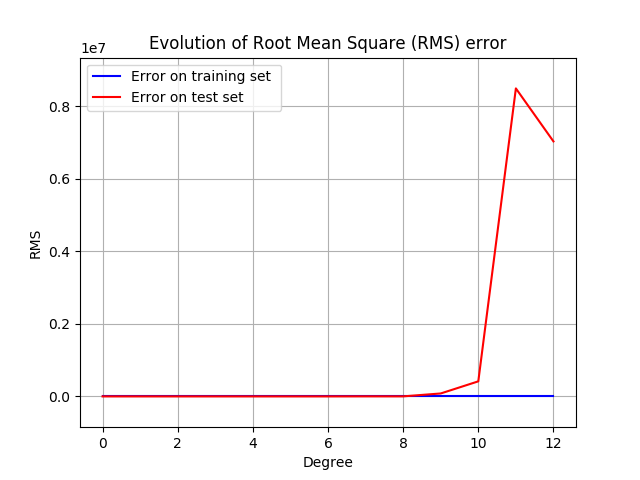 Evolution of Root Mean Square (RMS) error
1e7
Error on training set
Error on test set
0.8
0.6
0.4
0.2
0.0
RMS
0 2 4 6 8 10 12
Degree